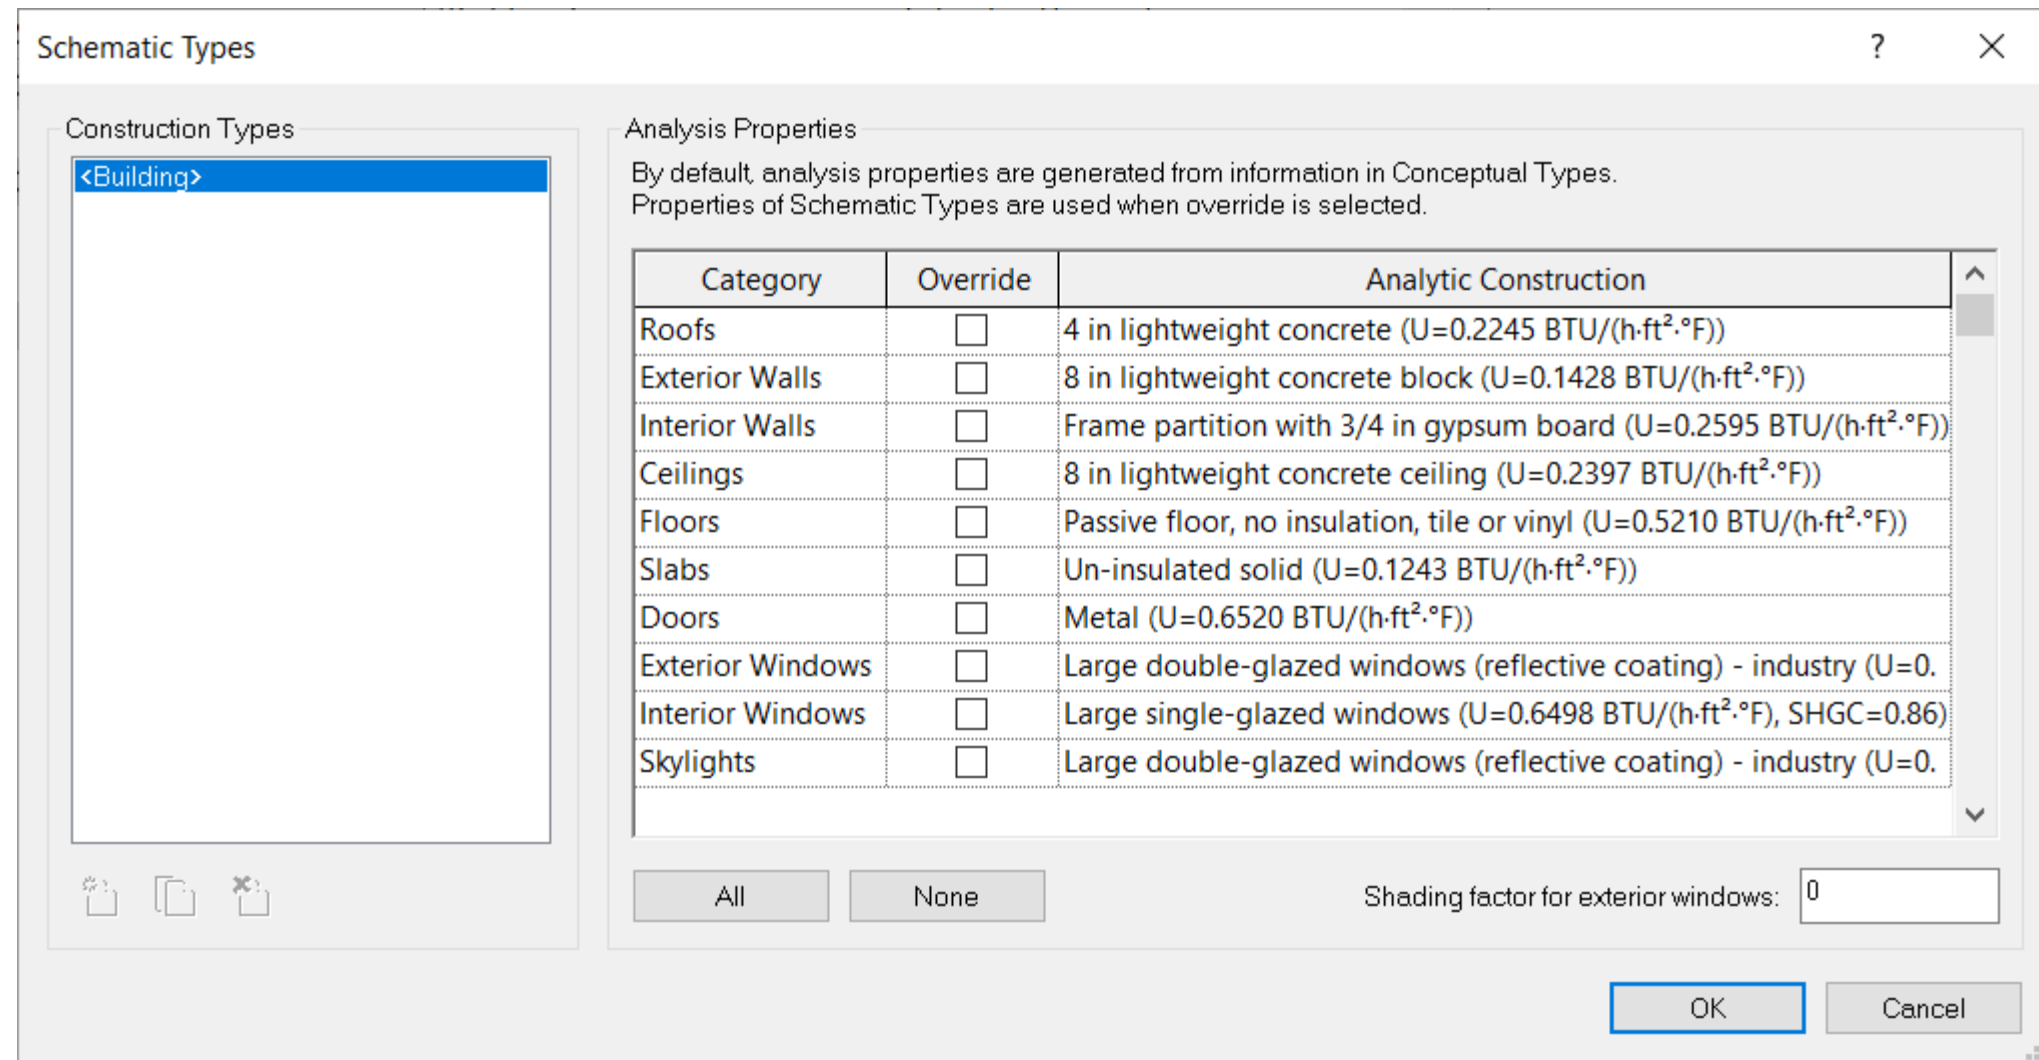 Schematic Types
?
Construction Types
<Building>
Analysis Properties
By default, analysis properties are generated from information in Conceptual Types.
Properties of Schematic Types are used when override is selected.
Category Override Analytic Construction
Roofs 4 in lightweight concrete (U=0.2245 BTU/(h·ft²·°F))
Exterior Walls 8 in lightweight concrete block (U=0.1428 BTU/(h·ft²·°F))
Interior Walls Frame partition with 3/4 in gypsum board (U=0.2595 BTU/(h·ft²·°F))
Ceilings 8 in lightweight concrete ceiling (U=0.2397 BTU/(h·ft²·°F))
Floors Passive floor, no insulation, tile or vinyl (U=0.5210 BTU/(h·ft²·°F))
Slabs Un-insulated solid (U=0.1243 BTU/(h·ft²·°F))
Doors Metal (U=0.6520 BTU/(h·ft²·°F))
Exterior Windows Large double-glazed windows (reflective coating) - industry (U=0.
Interior Windows Large single-glazed windows (U=0.6498 BTU/(h·ft²·°F), SHGC=0.86)
Skylights Large double-glazed windows (reflective coating) - industry (U=0.
All None Shading factor for exterior windows: 0
OK Cancel